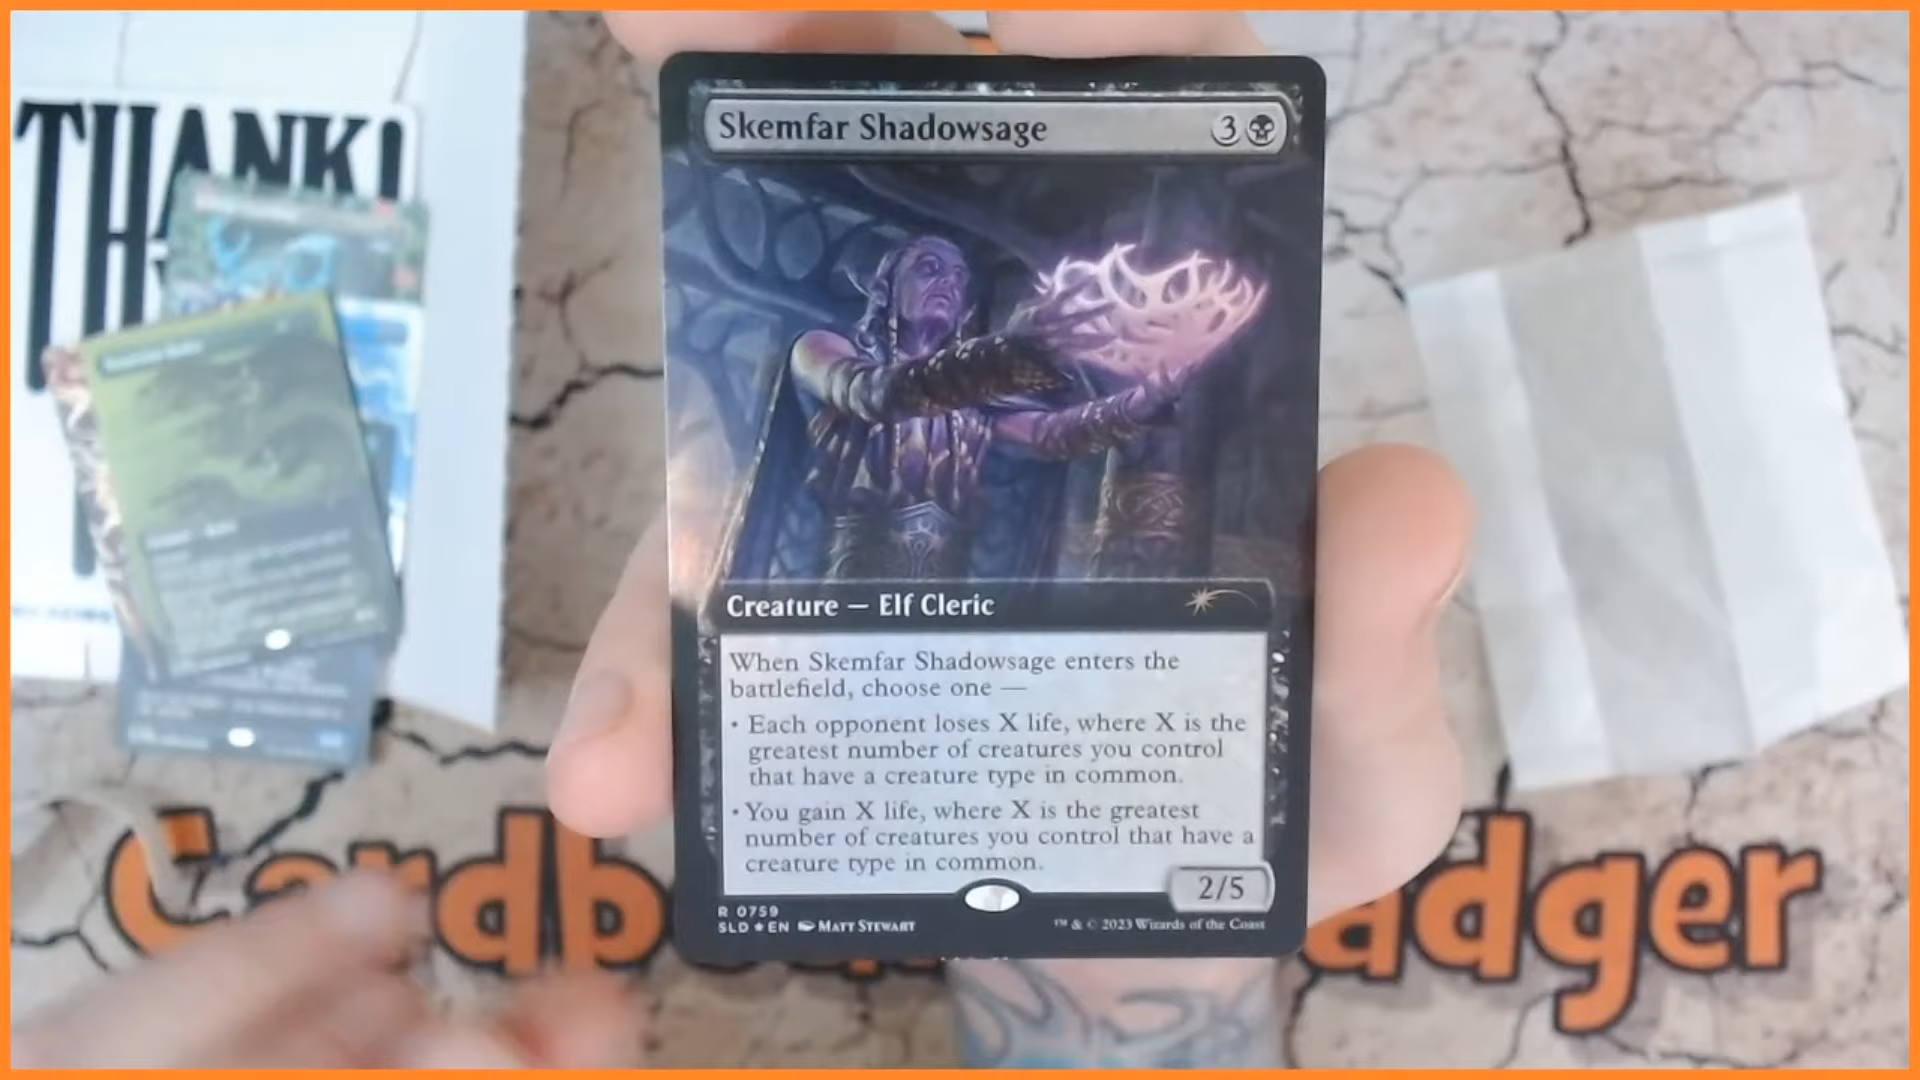 THANK!
Skemfar Shadowsage 3
Creature — Elf Cleric
When Skemfar Shadowsage enters the
battlefield, choose one —
• Each opponent loses X life, where X is the
greatest number of creatures you control
that have a creature type in common.
• You gain X life, where X is the greatest
number of creatures you control that have a
creature type in common.
2/5
R 0759
SLD ★ EN MATT STEWART
™ & © 2023 Wizards of the Coast
Cardbo adger